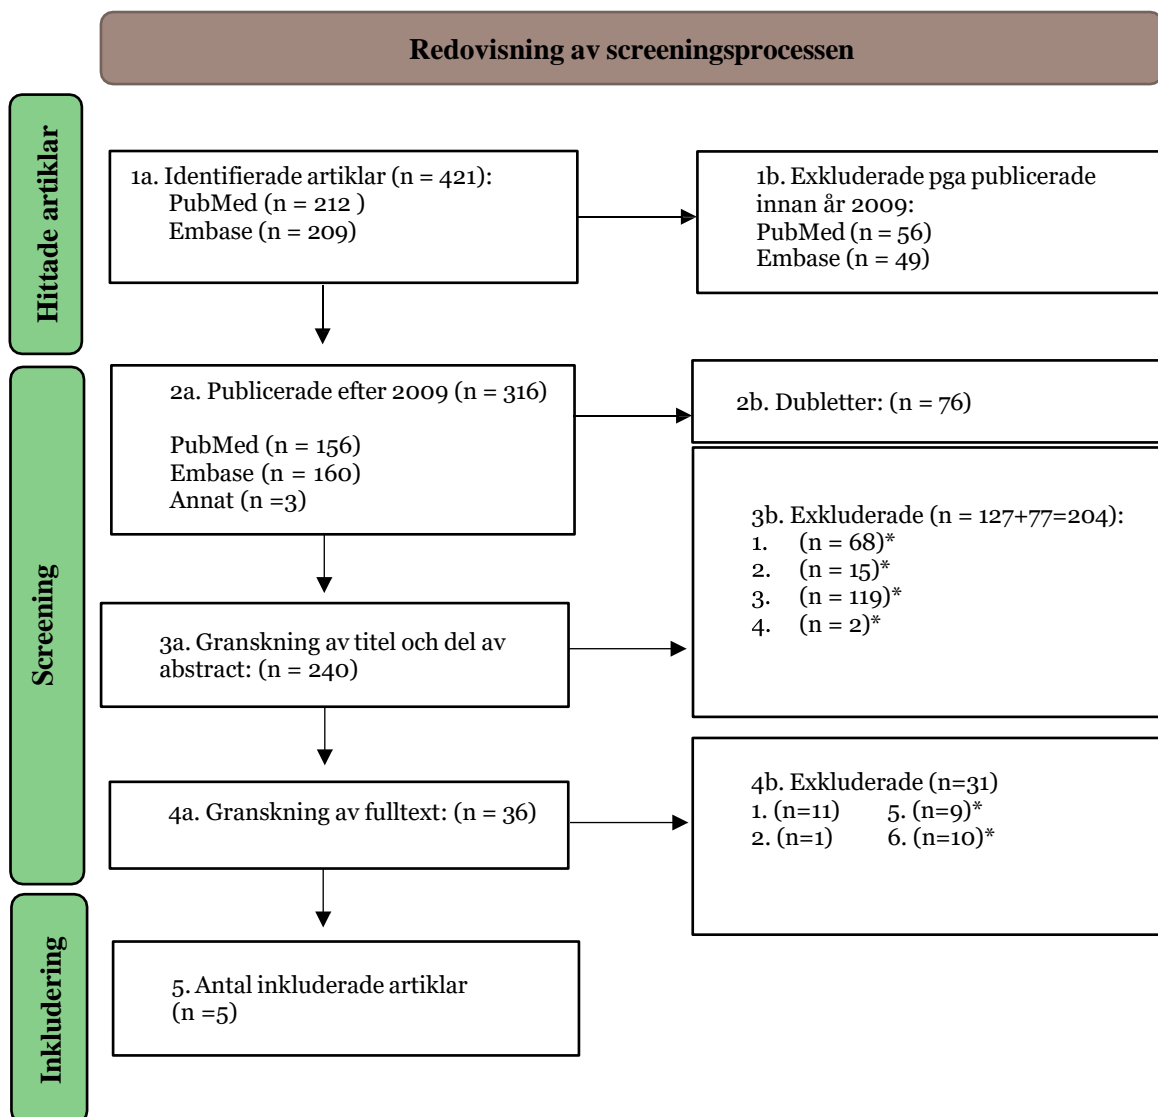 Redovisning av screeningsprocessen
Hittade artiklar
1a. Identifierade artiklar (n = 421):
PubMed (n = 212 )
Embase (n = 209)
1b. Exkluderade pga publicerade
innan år 2009:
PubMed (n = 56)
Embase (n = 49)
Screening
2a. Publicerade efter 2009 (n = 316)
PubMed (n = 156)
Embase (n = 160)
Annat (n =3)
2b. Dubletter: (n = 76)
3a. Granskning av titel och del av
abstract: (n = 240)
3b. Exkluderade (n = 127+77=204):
1. (n = 68)*
2. (n = 15)*
3. (n = 119)*
4. (n = 2)*
4a. Granskning av fulltext: (n = 36)
4b. Exkluderade (n=31)
1. (n=11) 5. (n=9)*
2. (n=1) 6. (n=10)*
Inkludering
5. Antal inkluderade artiklar
(n =5)